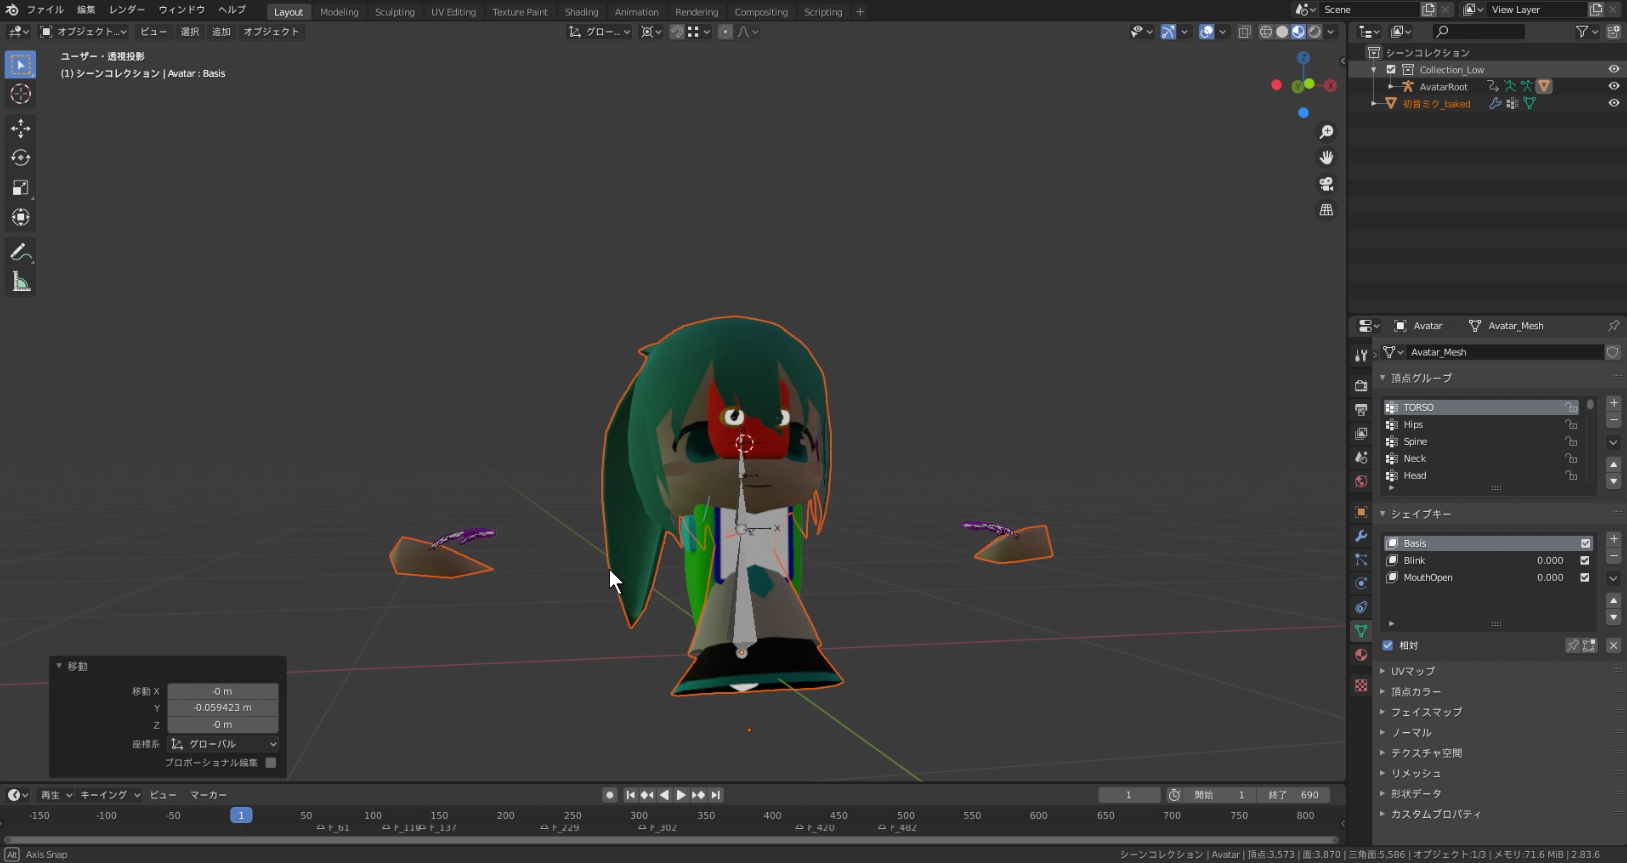 ファイル 編集 レンダー ウィンドウ ヘルプ Layout Modeling Sculpting UV Editing Texture Paint Shading Animation Rendering Compositing Scripting + Scene View Layer
オブジェクト... ビュー 選択 追加 オブジェクト グロー...
ユーザー・透視投影
(1) シーンコレクション | Avatar : Basis
Z
Y
X
シーンコレクション
Collection_Low
AvatarRoot
初音ミク_baked
Avatar Avatar_Mesh
Avatar_Mesh
頂点グループ
TORSO
Hips
Spine
Neck
Head
シェイプキー
Basis
Blink 0.000
MouthOpen 0.000
相対
UVマップ
頂点カラー
フェイスマップ
ノーマル
テクスチャ空間
リメッシュ
形状データ
カスタムプロパティ
X
Z
移動
移動 X -0 m
Y -0.059423 m
Z -0 m
座標系 グローバル
プロポーショナル編集
再生 キーイング ビュー マーカー 1 開始 1 終了 690
-150 -100 -50 1 50 100 150 200 250 300 350 400 450 500 550 600 650 700 750 800
F_61 F_110 F_137 F_229 F_302 F_420 F_482
Alt Axis Snap
シーンコレクション | Avatar | 頂点:3,573 | 面:3,870 | 三角面:5,586 | オブジェクト:1/3 | メモリ:71.6 MiB | 2.83.6